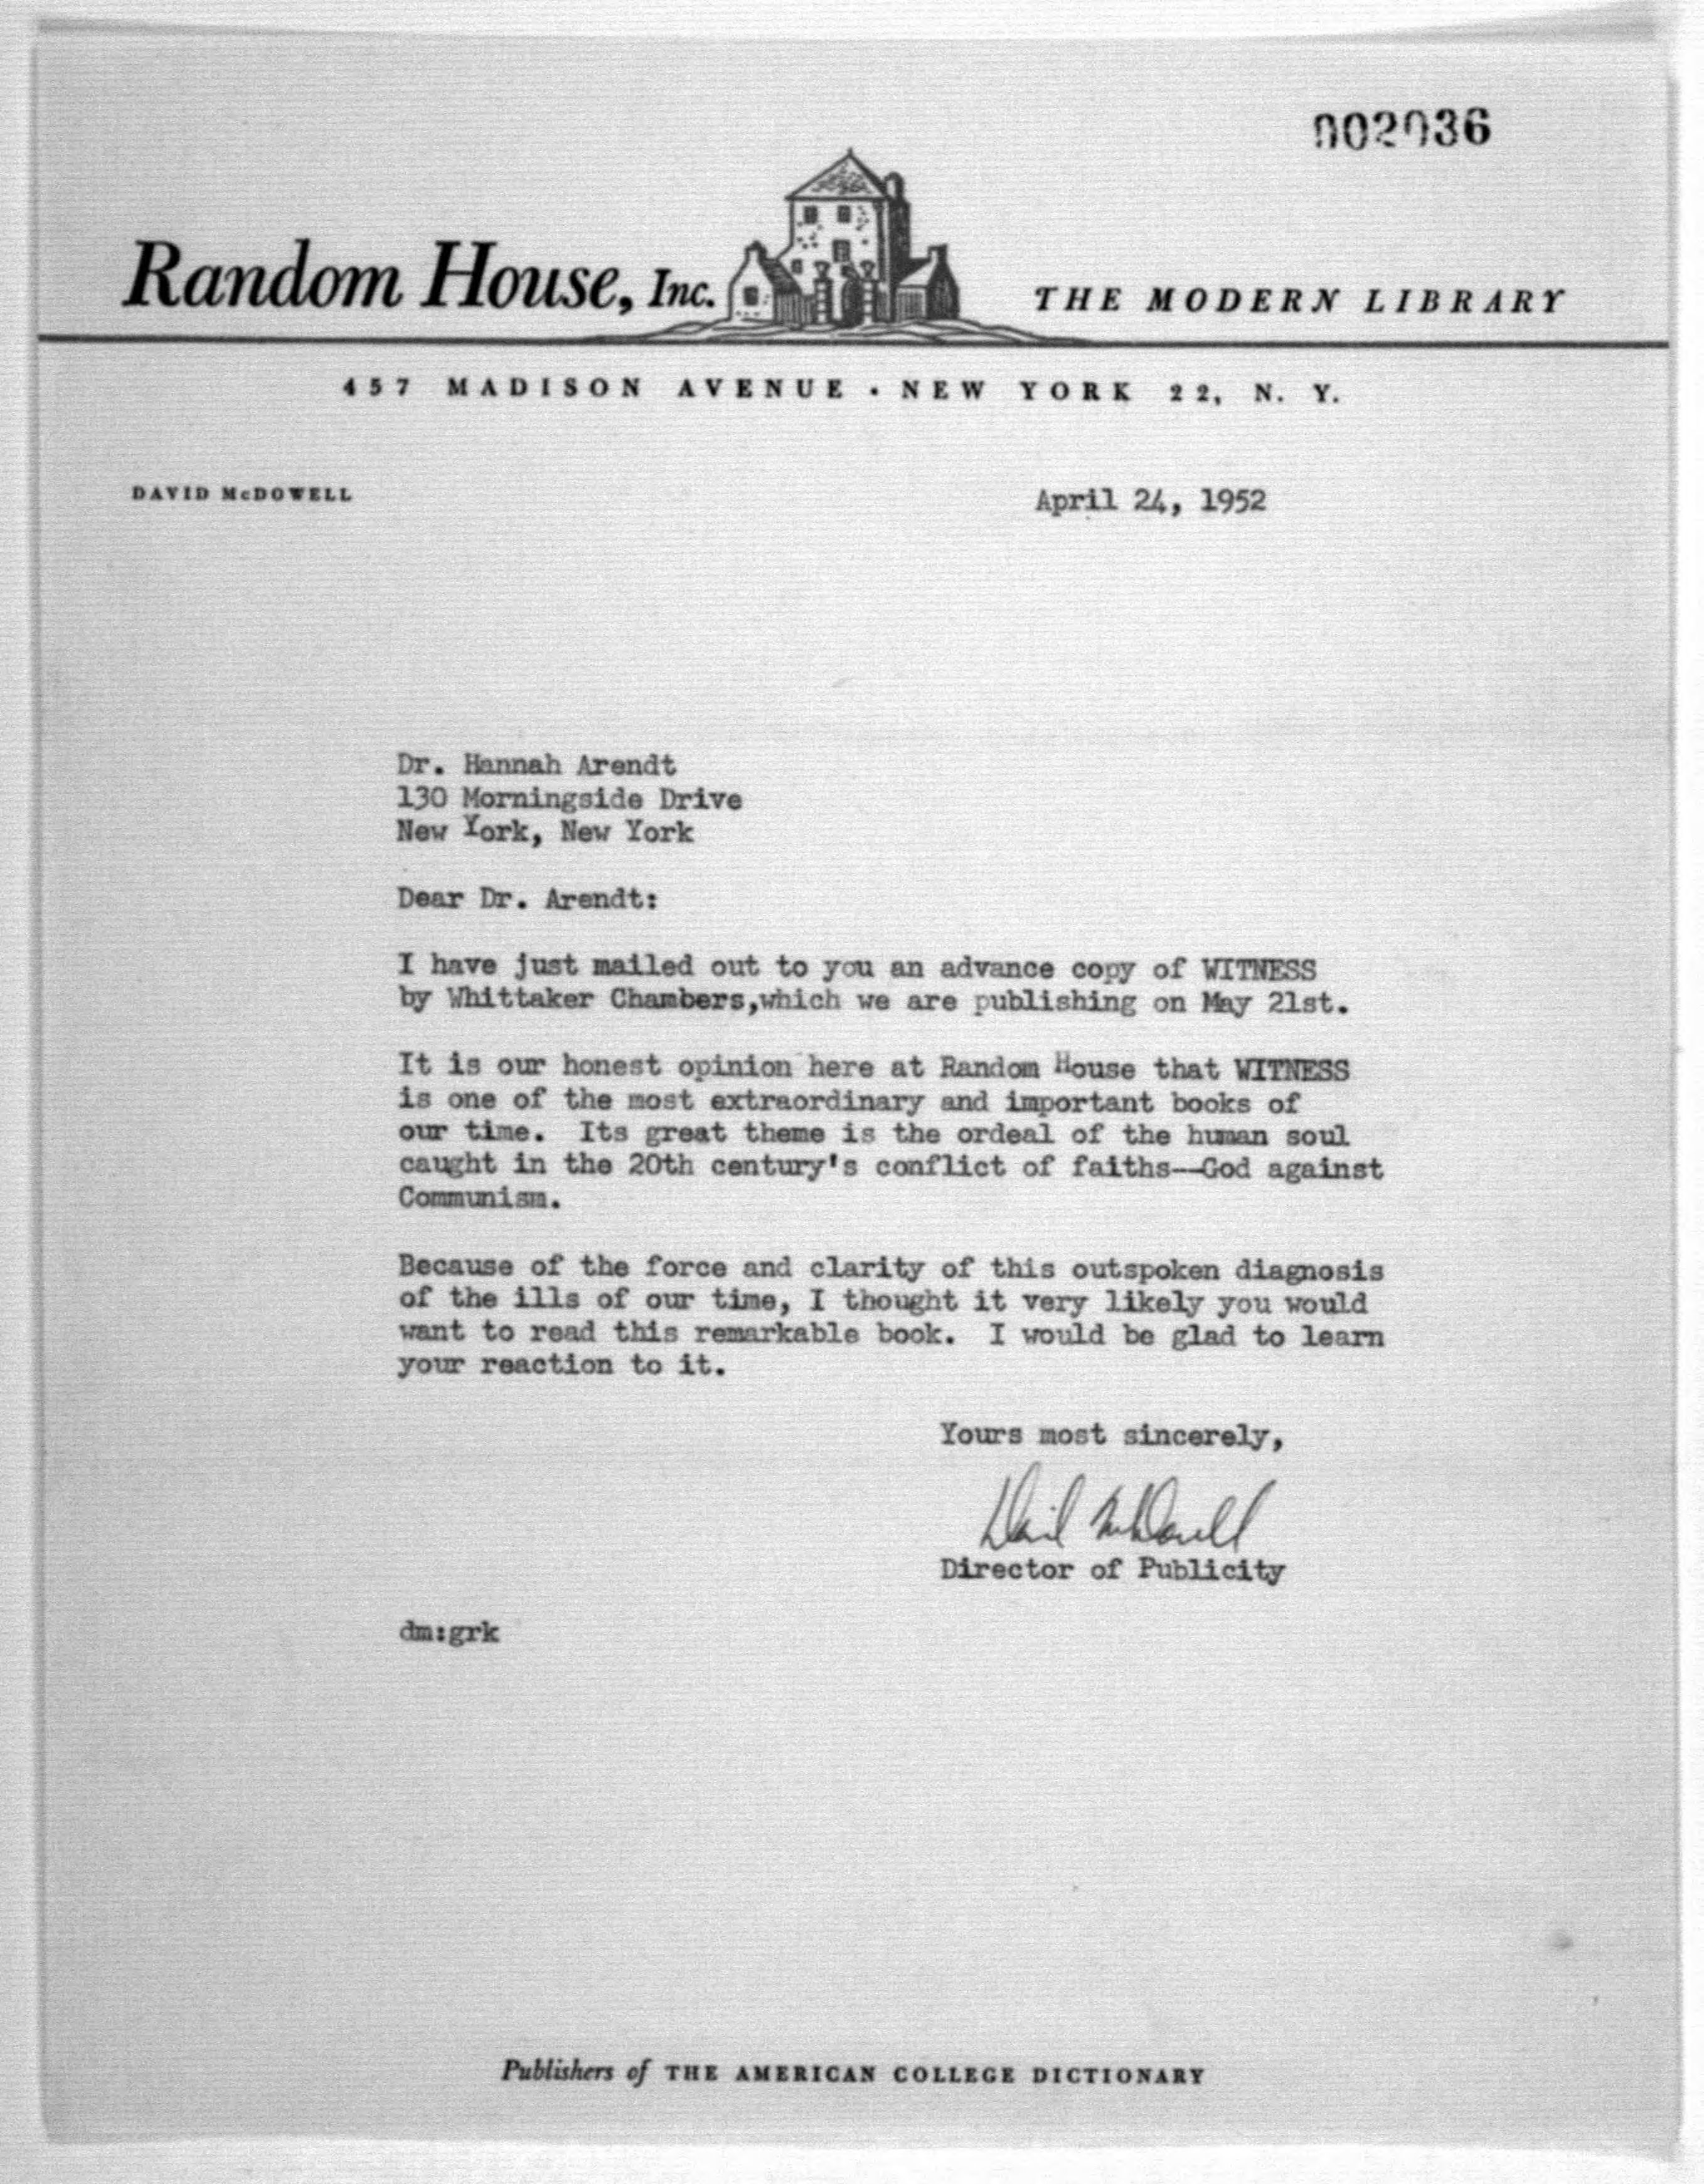 002036
Random House, Inc.
THE MODERN LIBRARY
457 MADISON AVENUE · NEW YORK 22, N. Y.
DAVID McDOWELL
April 24, 1952
Dr. Hannah Arendt
130 Morningside Drive
New York, New York
Dear Dr. Arendt:
I have just mailed out to you an advance copy of WITNESS
by Whittaker Chambers,which we are publishing on May 21st.
It is our honest opinion here at Random House that WITNESS
is one of the most extraordinary and important books of
our time. Its great theme is the ordeal of the human soul
caught in the 20th century's conflict of faiths--God against
Communism.
Because of the force and clarity of this outspoken diagnosis
of the ills of our time, I thought it very likely you would
want to read this remarkable book. I would be glad to learn
your reaction to it.
Yours most sincerely,
David McDowell
Director of Publicity
dm:grk
Publishers of THE AMERICAN COLLEGE DICTIONARY